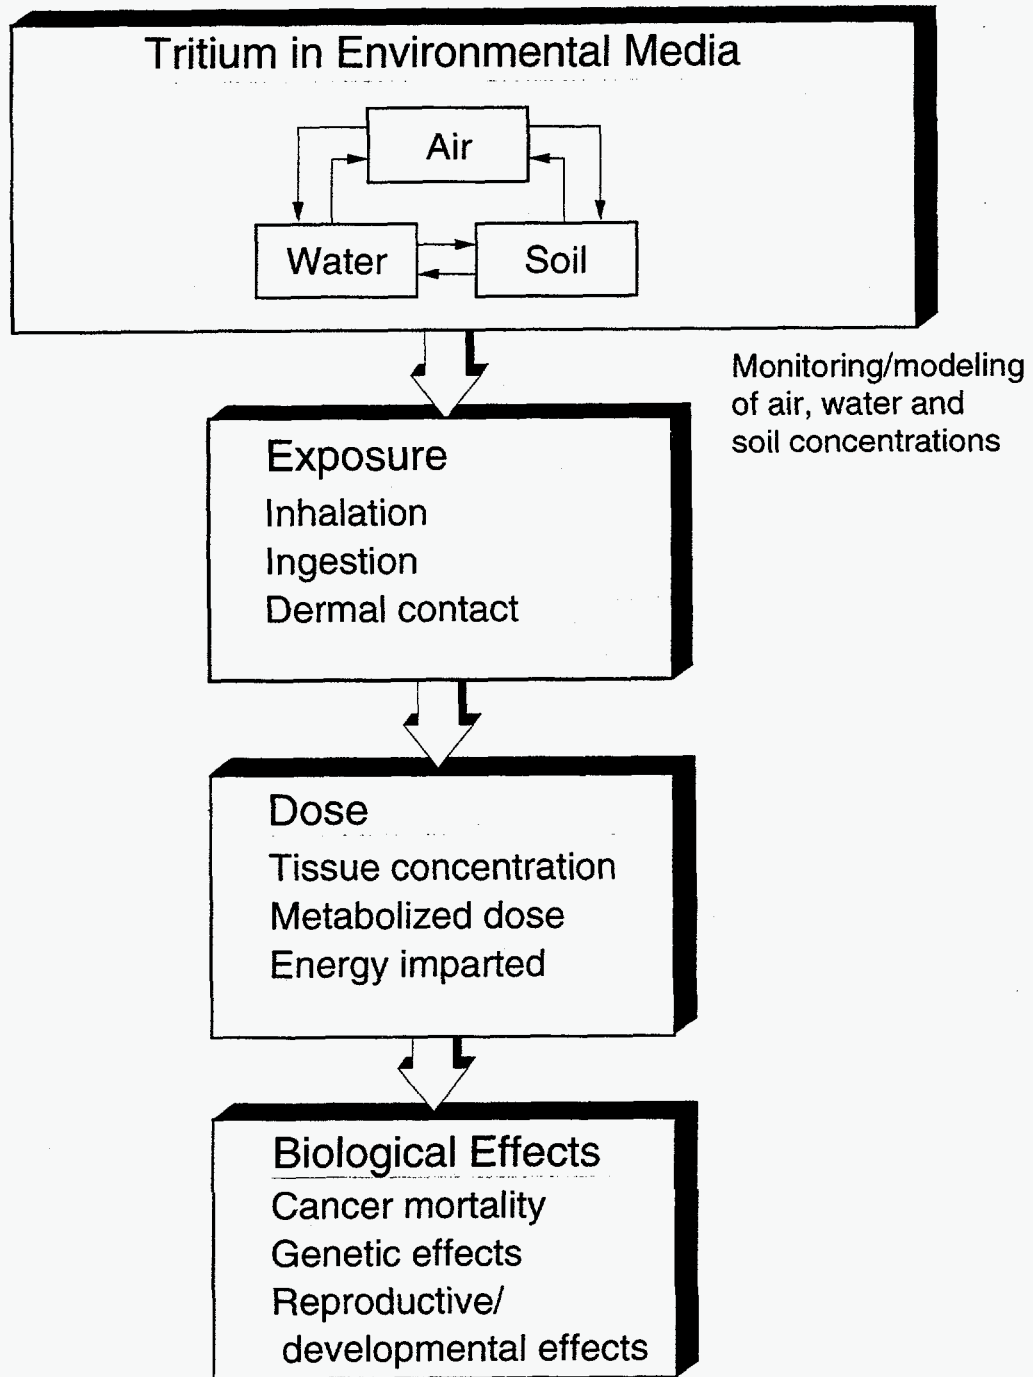 Tritium in Environmental Media
Air
Water
Soil
Monitoring/modeling
of air, water and
soil concentrations
Exposure
Inhalation
Ingestion
Dermal contact
Dose
Tissue concentration
Metabolized dose
Energy imparted
Biological Effects
Cancer mortality
Genetic effects
Reproductive/
developmental effects